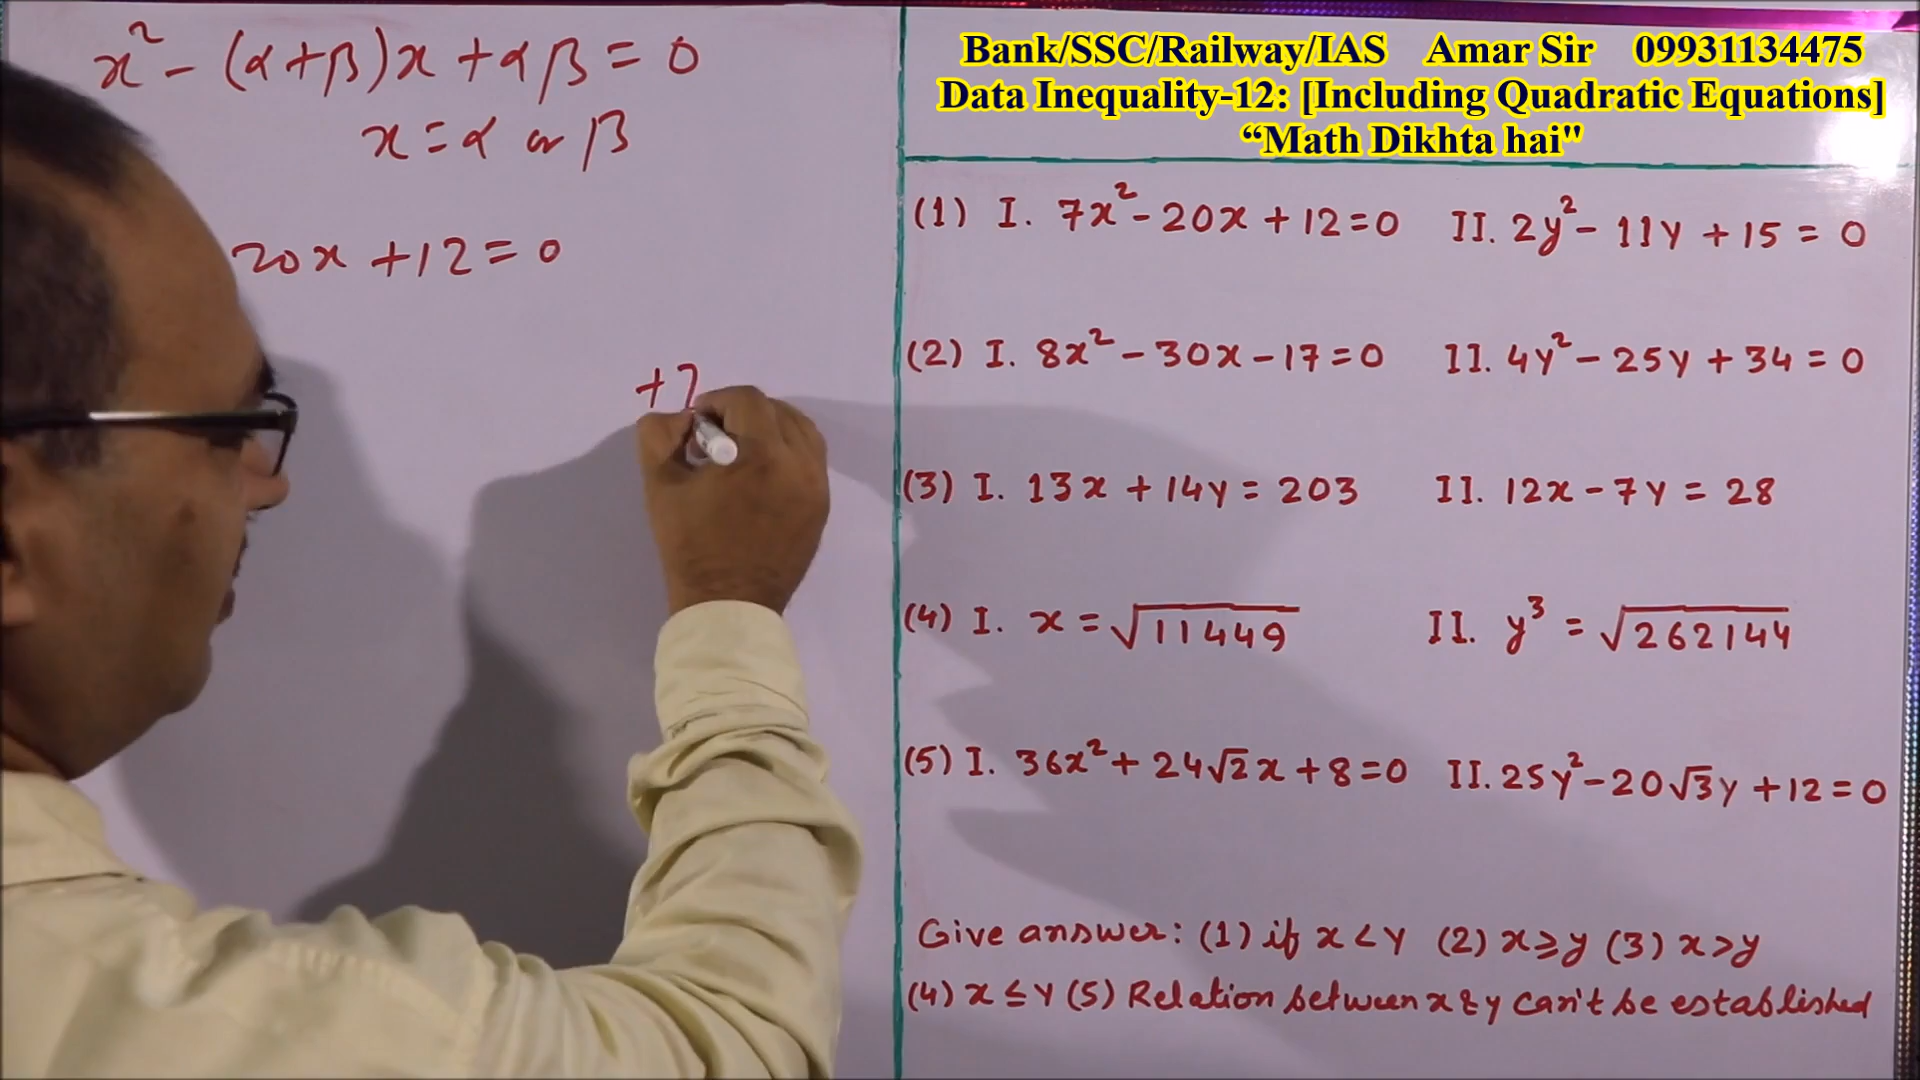 x² - (α+β)x + αβ = 0
x = α or β
20x + 12 = 0
+7
Bank/SSC/Railway/IAS Amar Sir 09931134475
Data Inequality-12: [Including Quadratic Equations]
“Math Dikhta hai"
(1) I. 7x² - 20x + 12 = 0 II. 2y² - 11y + 15 = 0
(2) I. 8x² - 30x - 17 = 0 II. 4y² - 25y + 34 = 0
(3) I. 13x + 14y = 203 II. 12x - 7y = 28
(4) I. x = √11449 II. y³ = √262144
(5) I. 36x² + 24√2x + 8 = 0 II. 25y² - 20√3y + 12 = 0
Give answer: (1) if x < y (2) x ≥ y (3) x > y
(4) x ≤ y (5) Relation between x & y can't be established